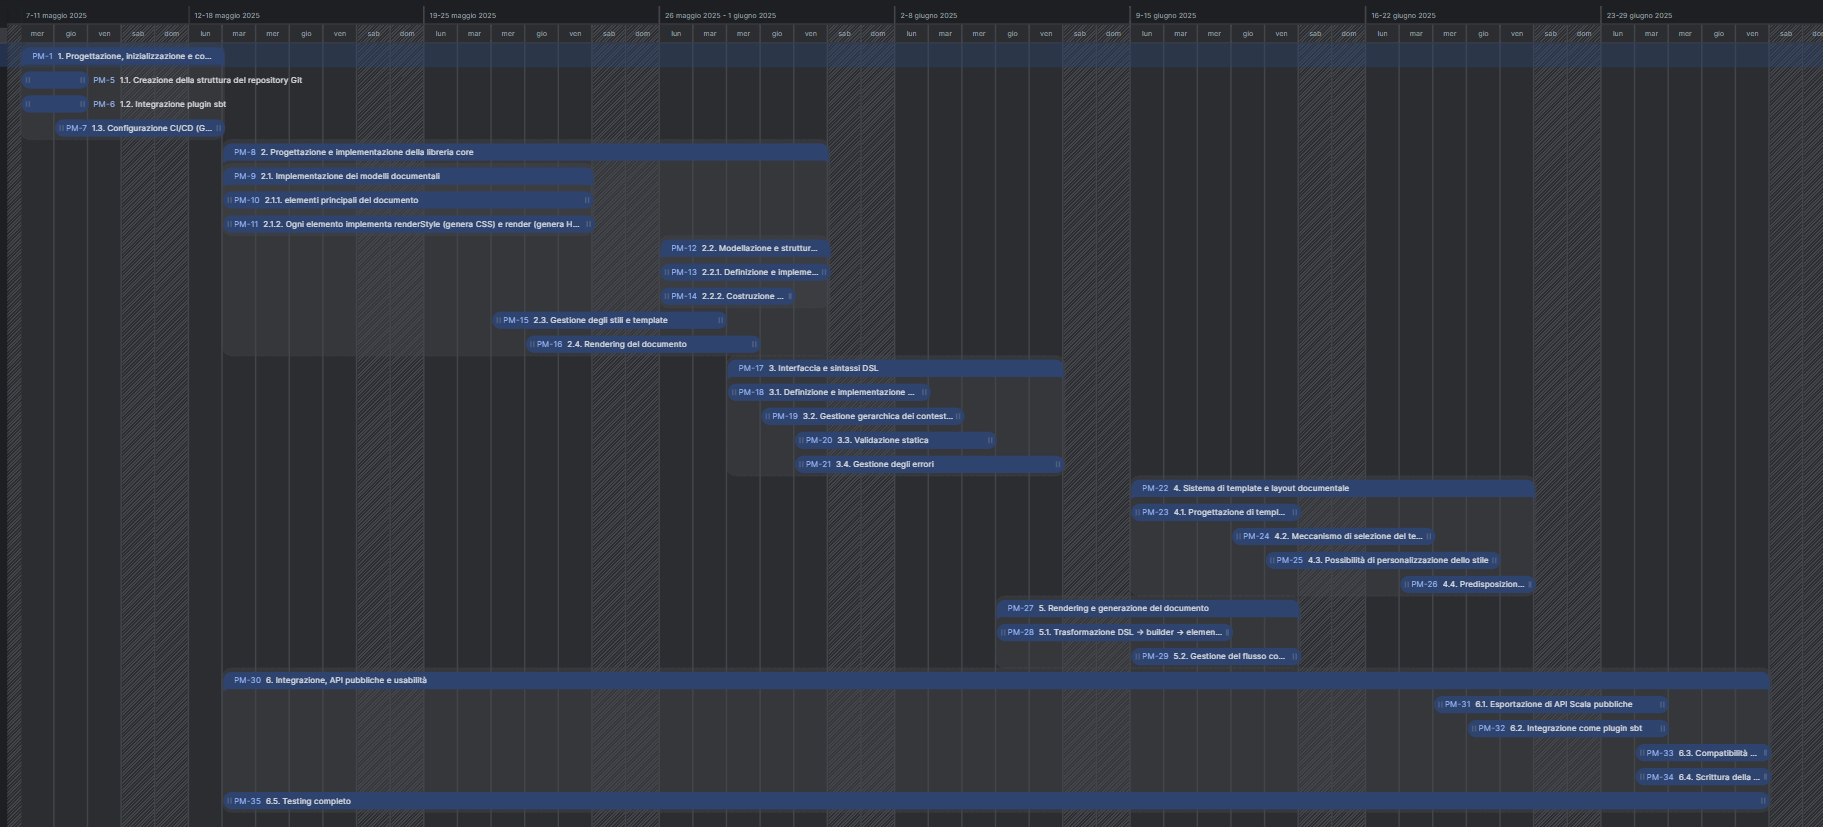 7-11 maggio 2025 12-18 maggio 2025 19-25 maggio 2025 26 maggio 2025 - 1 giugno 2025 2-8 giugno 2025 9-15 giugno 2025 16-22 giugno 2025 23-29 giugno 2025
mer gio ven sab dom lun mar mer gio ven sab dom lun mar mer gio ven sab dom lun mar mer gio ven sab dom lun mar mer gio ven sab dom lun mar mer gio ven sab dom lun mar mer gio ven sab dom lun mar mer gio ven sab
PM-1 1. Progettazione, inizializzazione e co...
PM-5 1.1. Creazione della struttura del repository Git
PM-6 1.2. Integrazione plugin sbt
PM-7 1.3. Configurazione CI/CD (G...
PM-8 2. Progettazione e implementazione della libreria core
PM-9 2.1. Implementazione dei modelli documentali
PM-10 2.1.1. elementi principali del documento
PM-11 2.1.2. Ogni elemento implementa renderStyle (genera CSS) e render (genera H...
PM-12 2.2. Modellazione e struttur...
PM-13 2.2.1. Definizione e impleme...
PM-14 2.2.2. Costruzione ...
PM-15 2.3. Gestione degli stili e template
PM-16 2.4. Rendering del documento
PM-17 3. Interfaccia e sintassi DSL
PM-18 3.1. Definizione e implementazione ...
PM-19 3.2. Gestione gerarchica dei contest...
PM-20 3.3. Validazione statica
PM-21 3.4. Gestione degli errori
PM-22 4. Sistema di template e layout documentale
PM-23 4.1. Progettazione di templ...
PM-24 4.2. Meccanismo di selezione del te...
PM-25 4.3. Possibilità di personalizzazione dello stile
PM-26 4.4. Predisposizion...
PM-27 5. Rendering e generazione del documento
PM-28 5.1. Trasformazione DSL → builder → elemen...
PM-29 5.2. Gestione del flusso co...
PM-30 6. Integrazione, API pubbliche e usabilità
PM-31 6.1. Esportazione di API Scala pubbliche
PM-32 6.2. Integrazione come plugin sbt
PM-33 6.3. Compatibilità ...
PM-34 6.4. Scrittura della ...
PM-35 6.5. Testing completo